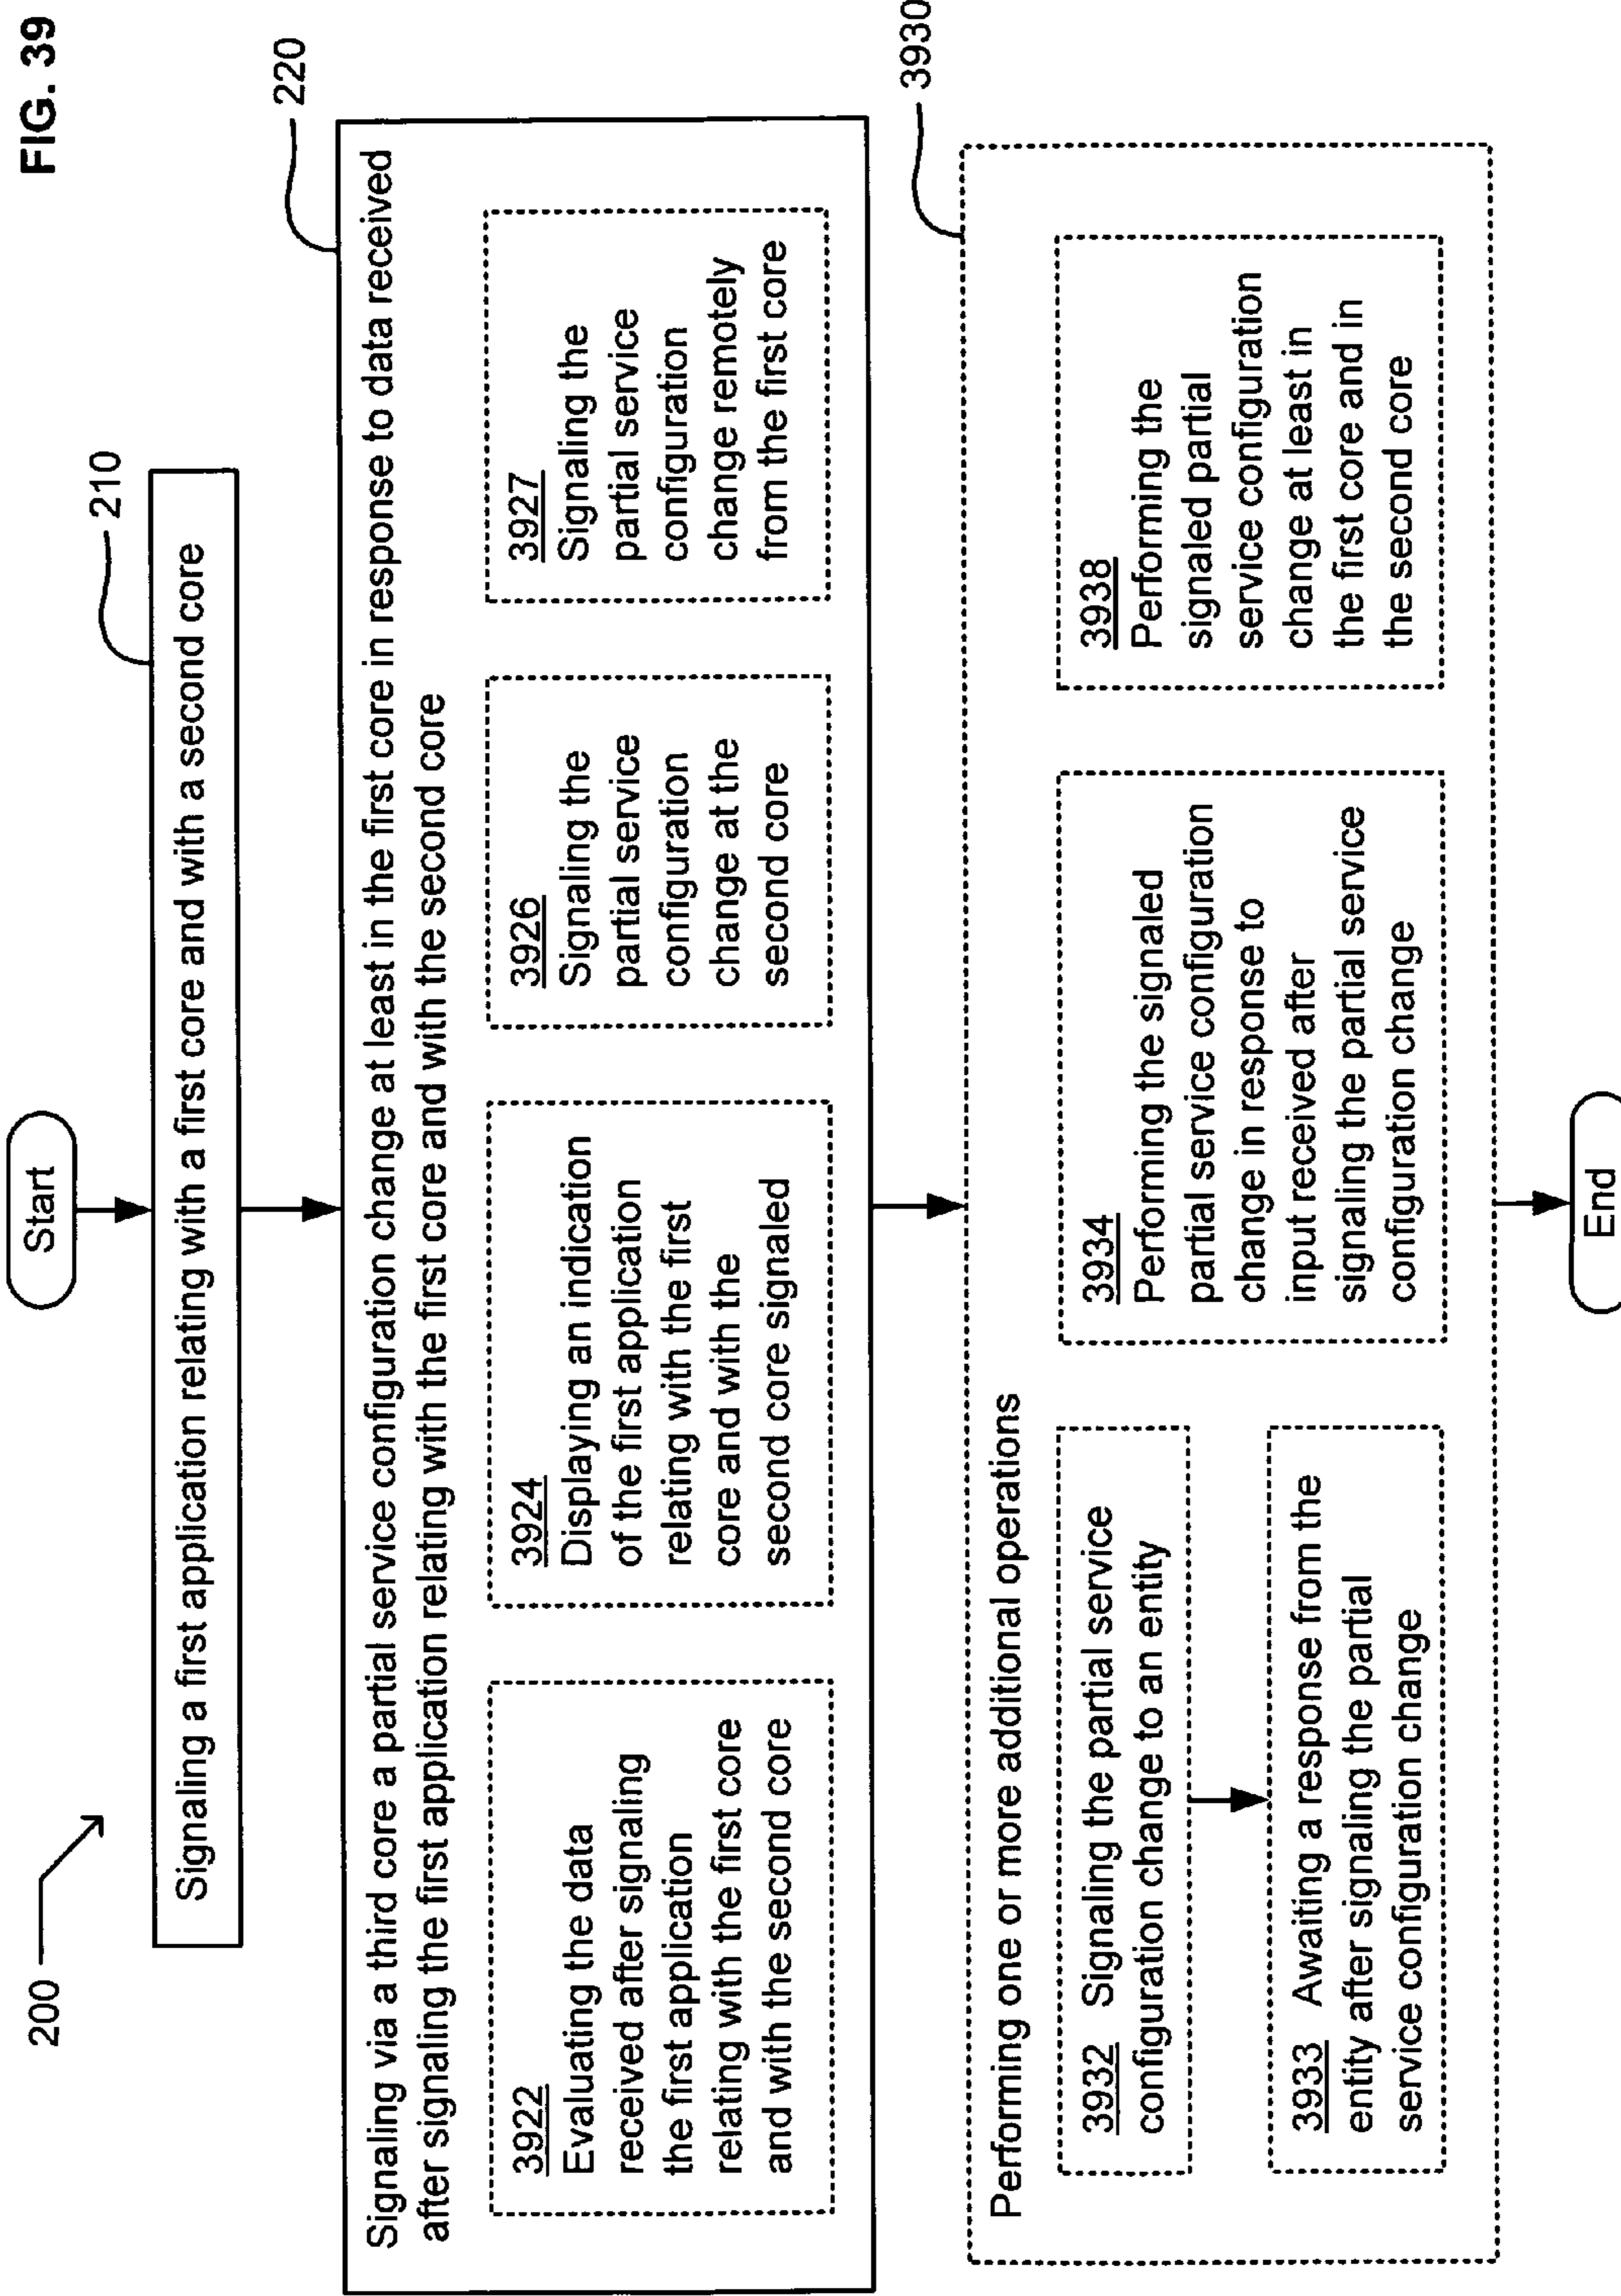 FIG. 39
200
Start
210
Signaling a first application relating with a first core and with a second core
220
Signaling via a third core a partial service configuration change at least in the first core in response to data received
after signaling the first application relating with the first core and with the second core
3922
Evaluating the data
received after signaling
the first application
relating with the first core
and with the second core
3924
Displaying an indication
of the first application
relating with the first
core and with the
second core signaled
3926
Signaling the
partial service
configuration
change at the
second core
3927
Signaling the
partial service
configuration
change remotely
from the first core
3930
Performing one or more additional operations
3932 Signaling the partial service
configuration change to an entity
3933 Awaiting a response from the
entity after signaling the partial
service configuration change
3934
Performing the signaled
partial service configuration
change in response to
input received after
signaling the partial service
configuration change
3938
Performing the
signaled partial
service configuration
change at least in
the first core and in
the second core
End